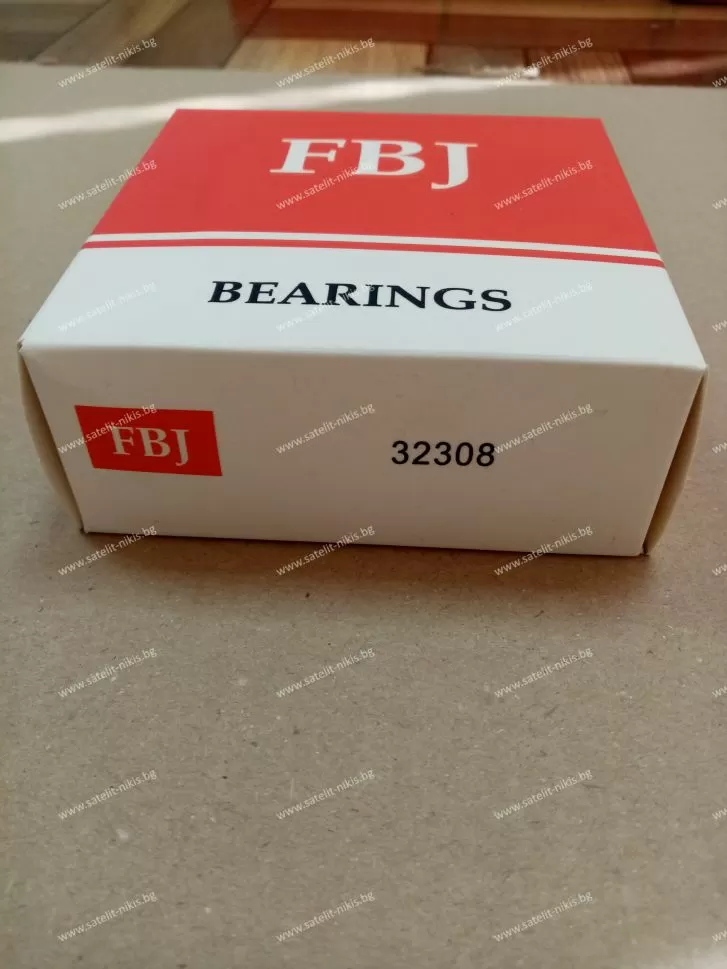 FBJ
BEARINGS
FBJ
32308
www.satelit-nikis.bg